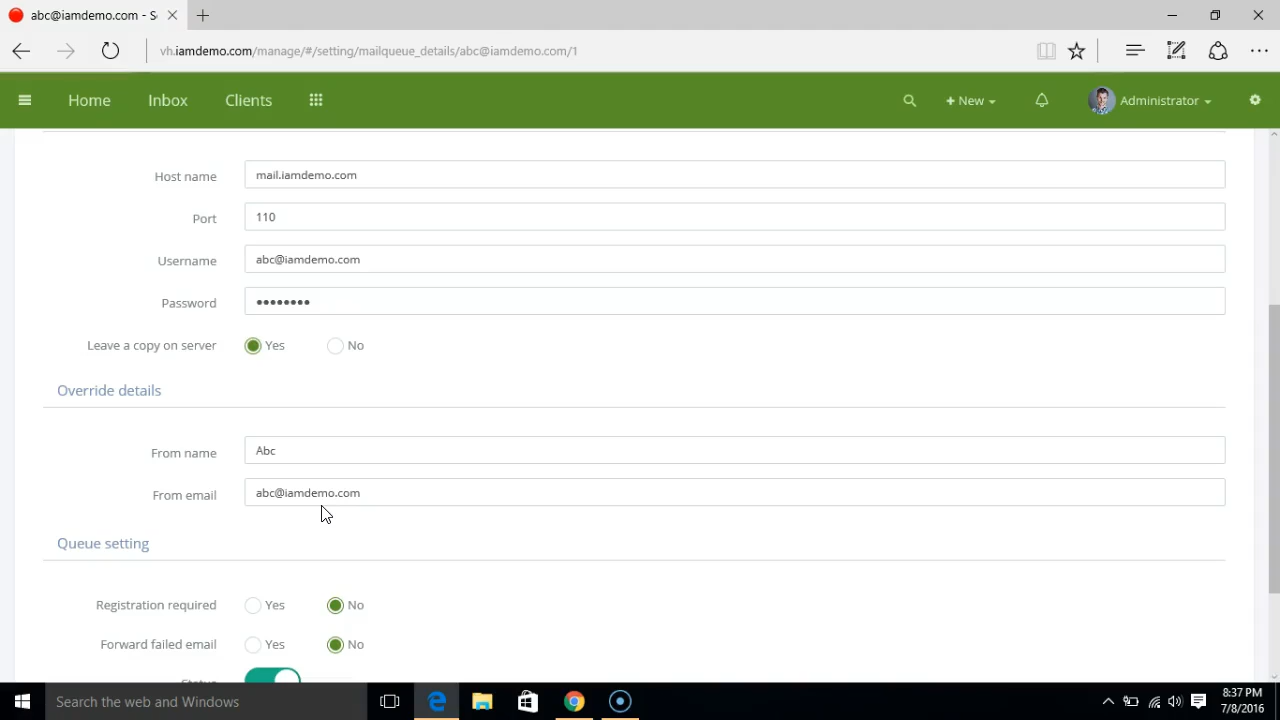 abc@iamdemo.com - S
vh.iamdemo.com/manage/#/setting/mailqueue_details/abc@iamdemo.com/1
Home Inbox Clients + New Administrator
Host name mail.iamdemo.com
Port 110
Username abc@iamdemo.com
Password ••••••••
Leave a copy on server Yes No
Override details
From name Abc
From email abc@iamdemo.com
Queue setting
Registration required Yes No
Forward failed email Yes No
Status
Search the web and Windows
8:37 PM
7/8/2016